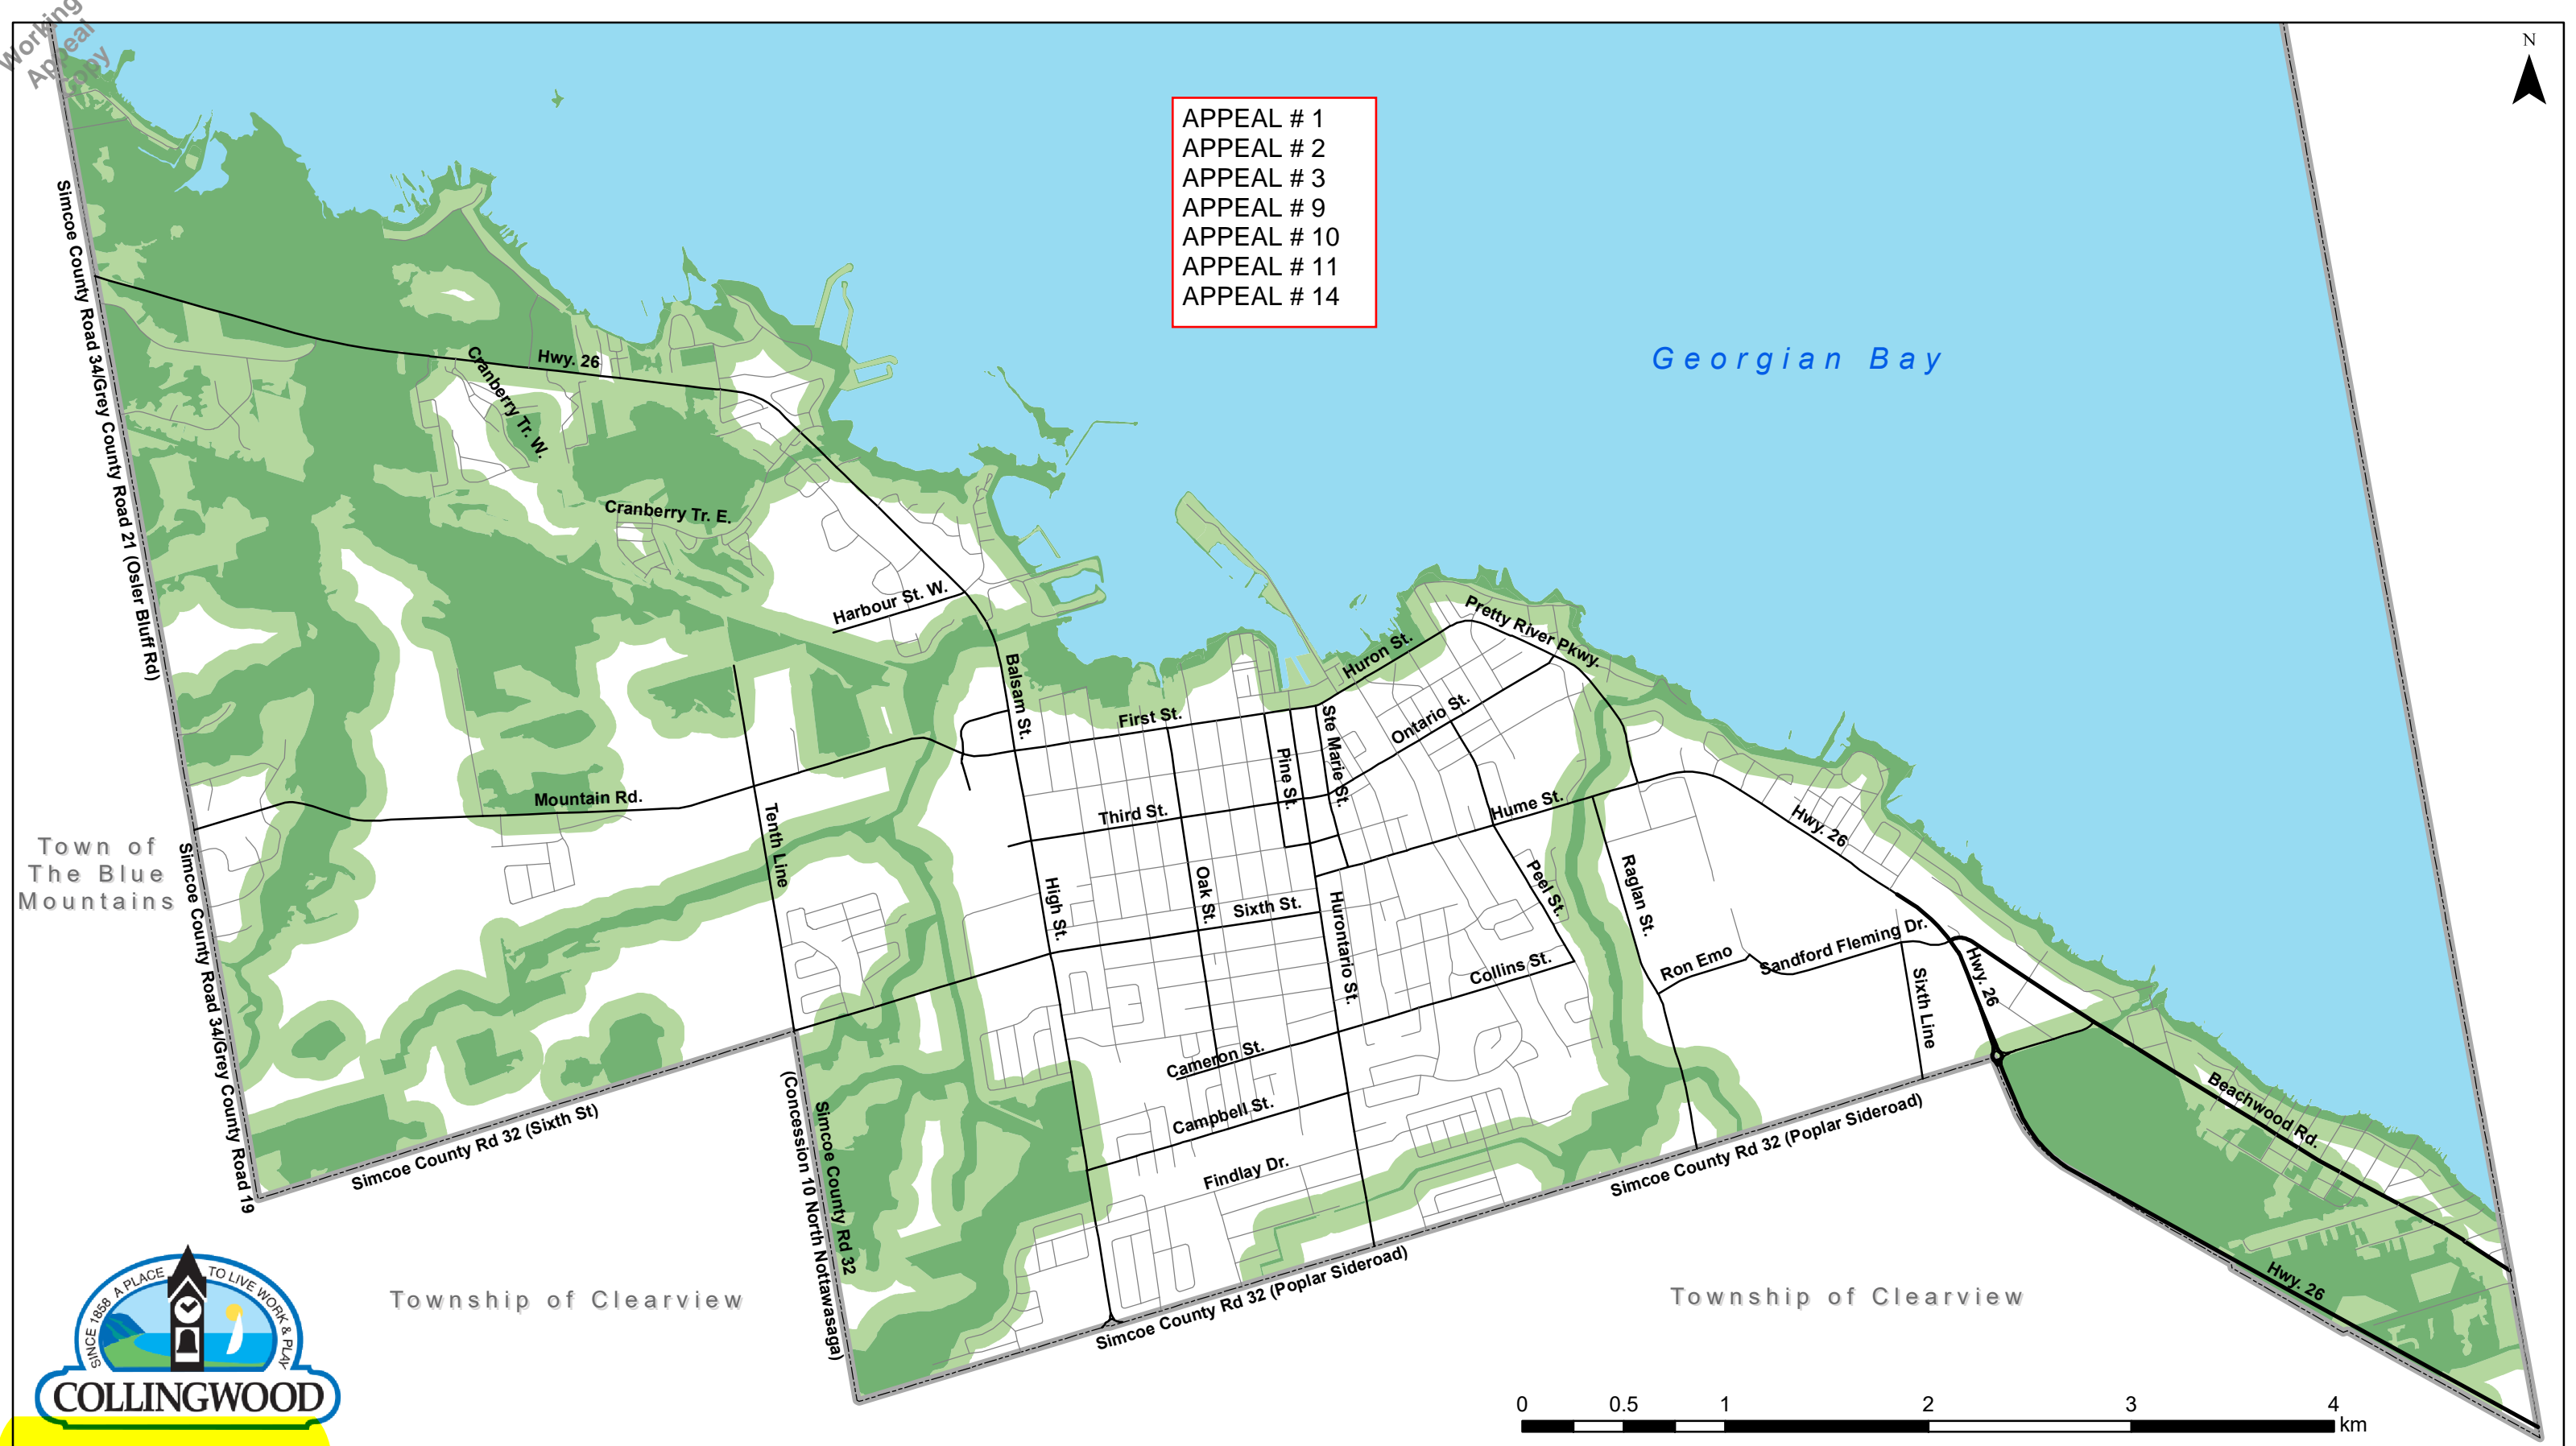 Working
Appeal
Copy
N
APPEAL # 1
APPEAL # 2
APPEAL # 3
APPEAL # 9
APPEAL # 10
APPEAL # 11
APPEAL # 14
Georgian Bay
Simcoe County Road 34/Grey County Road 21 (Osler Bluff Rd)
Hwy. 26
Cranberry Tr. W.
Cranberry Tr. E.
Harbour St. W.
Balsam St.
First St.
Huron St.
Pretty River Pkwy.
Ontario St.
Ste Marie St.
Pine St.
Mountain Rd.
Tenth Line
Third St.
Hume St.
Hwy. 26
Town of
The Blue
Mountains
Simcoe County Road 34/Grey County Road 19
High St.
Oak St.
Sixth St.
Hurontario St.
Peel St.
Raglan St.
Collins St.
Ron Emo
Sandford Fleming Dr.
Sixth Line
Hwy. 26
Cameron St.
Campbell St.
Findlay Dr.
Beachwood Rd.
Simcoe County Rd 32 (Sixth St)
Simcoe County Rd 32
(Concession 10 North Nottawasaga)
Simcoe County Rd 32 (Poplar Sideroad)
Simcoe County Rd 32 (Poplar Sideroad)
Hwy. 26
Township of Clearview
Township of Clearview
SINCE 1858 A PLACE TO LIVE WORK & PLAY
COLLINGWOOD
0 0.5 1 2 3 4
km